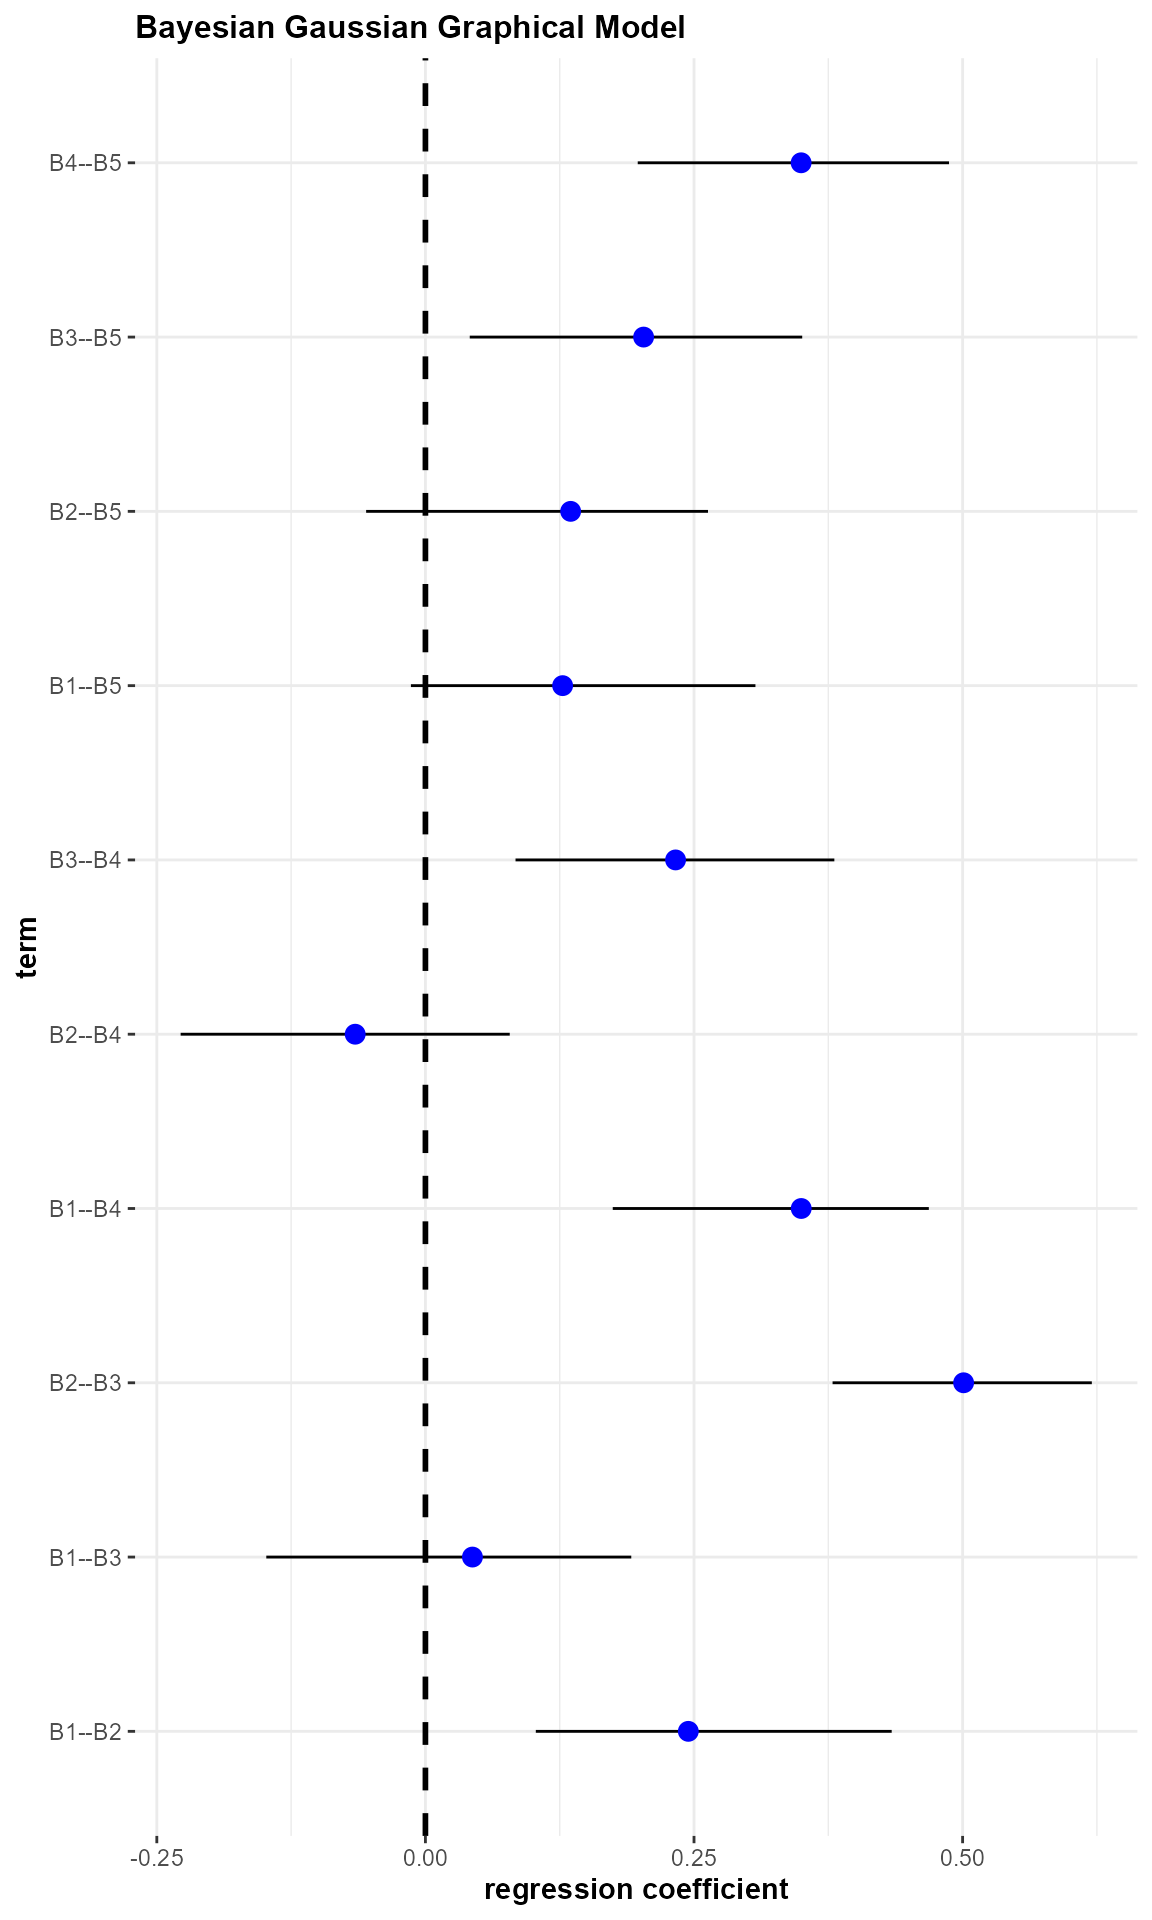 Bayesian Gaussian Graphical Model
B4--B5
B3--B5
B2--B5
B1--B5
B3--B4
B2--B4
B1--B4
B2--B3
B1--B3
B1--B2
term
-0.25 0.00 0.25 0.50
regression coefficient